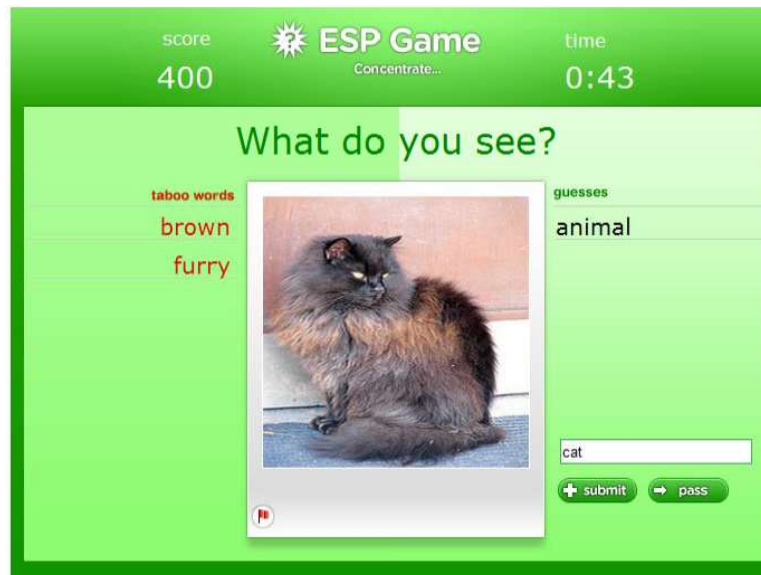 score
400
ESP Game
Concentrate...
time
0:43
What do you see?
taboo words
brown
furry
guesses
animal
cat
submit
pass